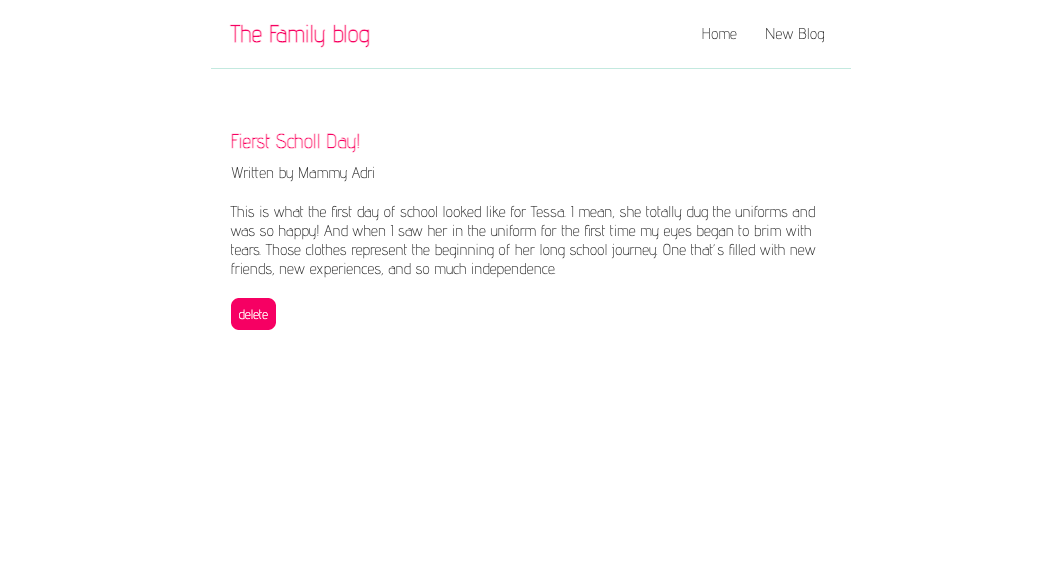 The Family blog
Home New Blog
Fierst Scholl Day!
Written by Mammy Adri
This is what the first day of school looked like for Tessa. I mean, she totally dug the uniforms and
was so happy! And when I saw her in the uniform for the first time my eyes began to brim with
tears. Those clothes represent the beginning of her long school journey. One that's filled with new
friends, new experiences, and so much independence.
delete